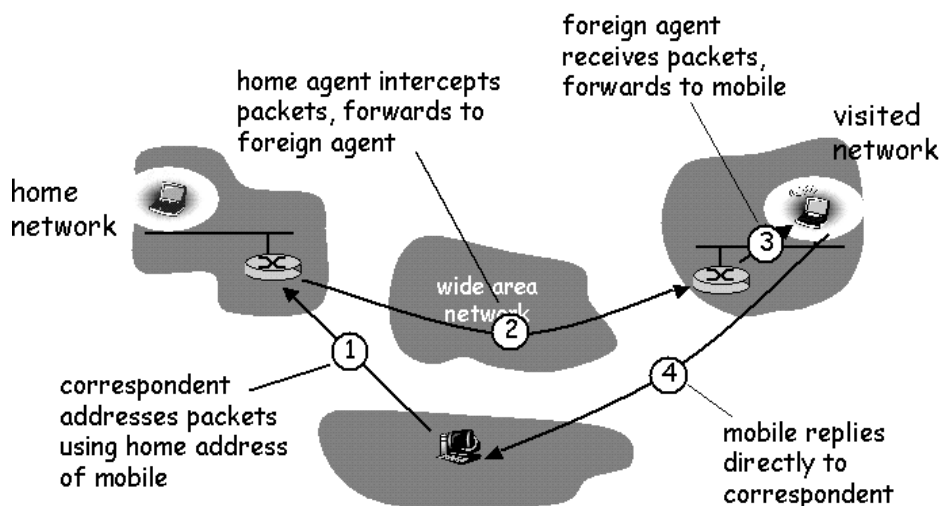 home agent intercepts
packets, forwards to
foreign agent
foreign agent
receives packets,
forwards to mobile
visited
network
home
network
wide area
network
1
2
3
4
correspondent
addresses packets
using home address
of mobile
mobile replies
directly to
correspondent